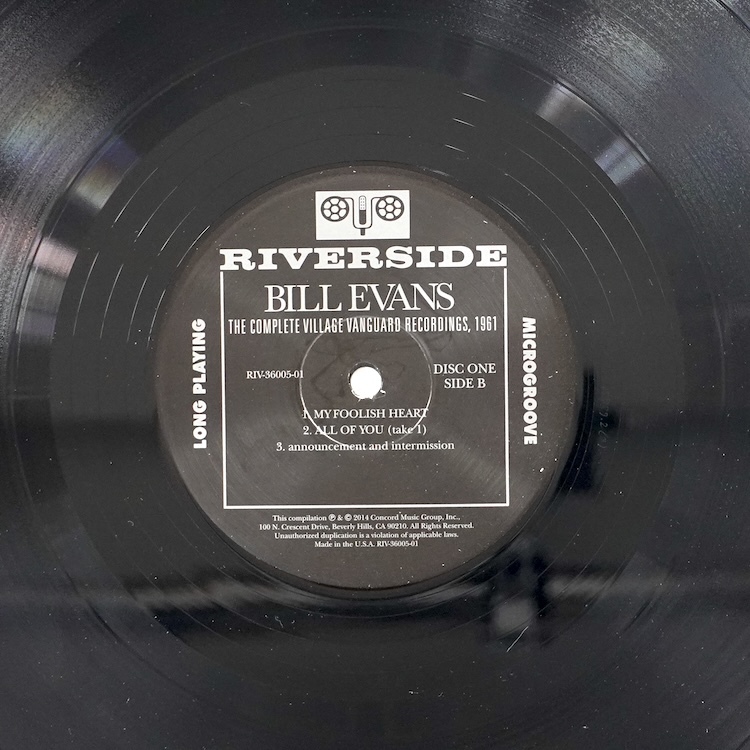 RIVERSIDE
BILL EVANS
THE COMPLETE VILLAGE VANGUARD RECORDINGS, 1961
LONG PLAYING
MICROGROOVE
RIV-36005-01
DISC ONE
SIDE B
1. MY FOOLISH HEART
2. ALL OF YOU (take 1)
3. announcement and intermission
This compilation ℗ & © 2014 Concord Music Group, Inc.,
100 N. Crescent Drive, Beverly Hills, CA 90210. All Rights Reserved.
Unauthorized duplication is a violation of applicable laws.
Made in the U.S.A. RIV-36005-01